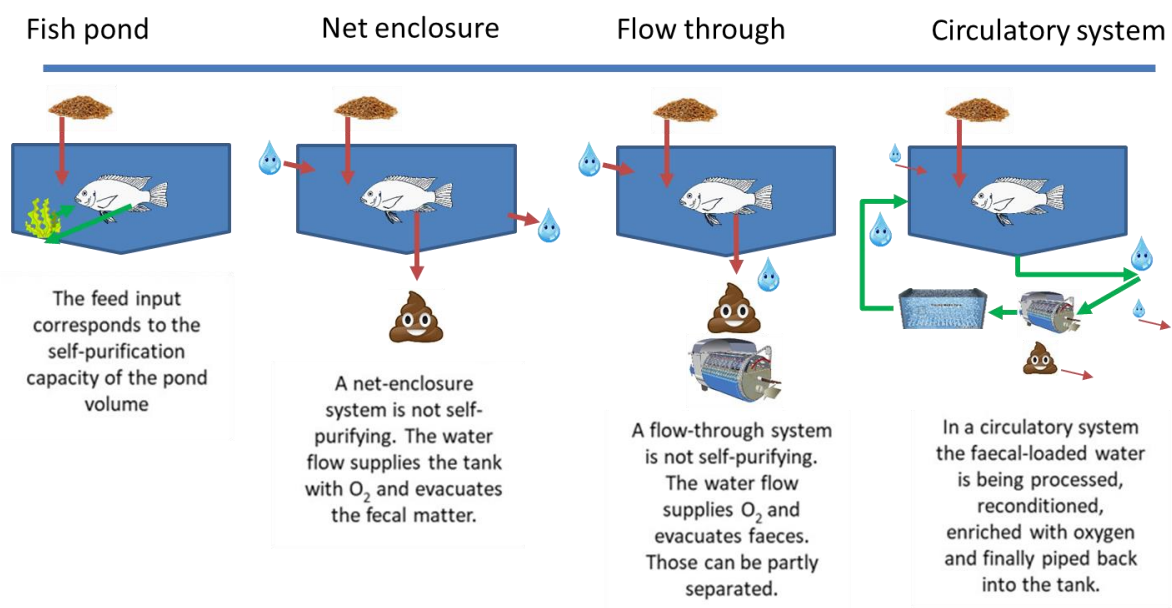 Fish pond
Net enclosure
Flow through
Circulatory system
The feed input
corresponds to the
self-purification
capacity of the pond
volume
A net-enclosure
system is not self-
purifying. The water
flow supplies the tank
with O₂ and evacuates
the fecal matter.
A flow-through system
is not self-purifying.
The water flow
supplies O₂ and
evacuates faeces.
Those can be partly
separated.
In a circulatory system
the faecal-loaded water
is being processed,
reconditioned,
enriched with oxygen
and finally piped back
into the tank.